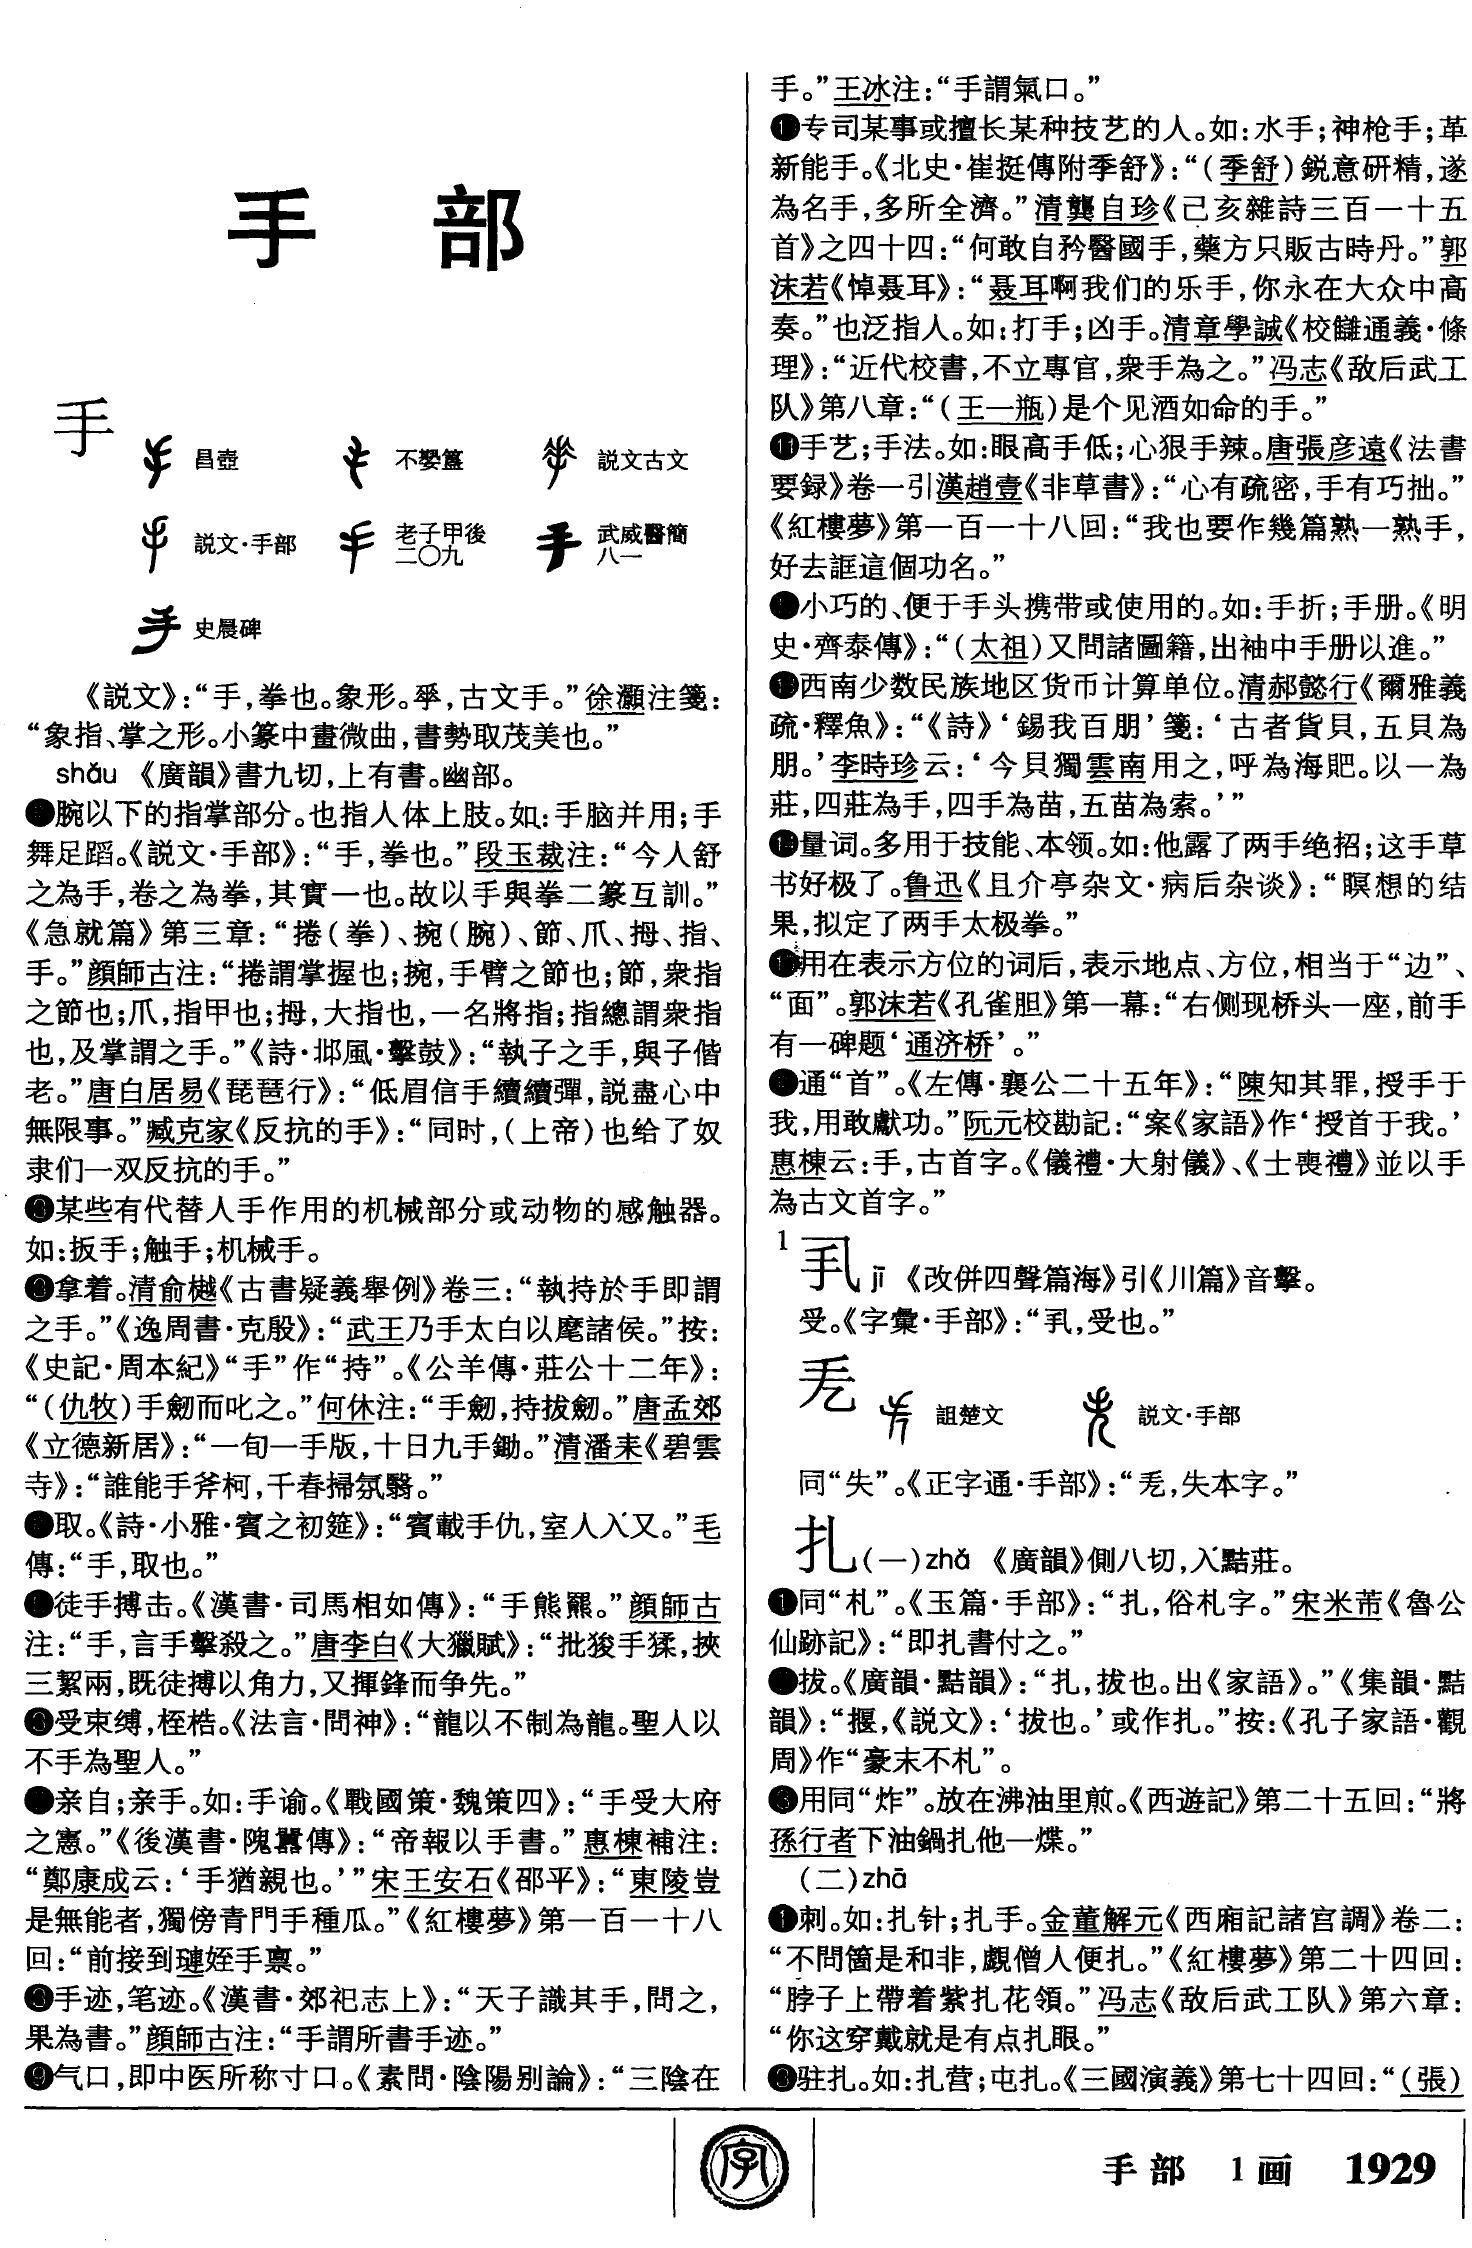 手 部
手
昌壺
不𡢁簋
説文古文
説文·手部
老子甲後
二〇九
武威醫簡
八一
史晨碑
《説文》：“手，拳也。象形。𠂿，古文手。”徐灝注箋：
“象指、掌之形。小篆中畫微曲，書勢取茂美也。”
shǒu 《廣韻》書九切，上有書。幽部。
❶腕以下的指掌部分。也指人体上肢。如：手脑并用；手
舞足蹈。《説文·手部》：“手，拳也。”段玉裁注：“今人舒
之為手，卷之為拳，其實一也。故以手與拳二篆互訓。”
《急就篇》第三章：“捲（拳）、捥（腕）、節、爪、拇、指、
手。”顔師古注：“捲謂掌握也；捥，手臂之節也；節，衆指
之節也；爪，指甲也；拇，大指也，一名將指；指總謂衆指
也，及掌謂之手。”《詩·邶風·擊鼓》：“執子之手，與子偕
老。”唐白居易《琵琶行》：“低眉信手續續彈，説盡心中
無限事。”臧克家《反抗的手》：“同时，（上帝）也给了奴
隶们一双反抗的手。”
❷某些有代替人手作用的机械部分或动物的感触器。
如：扳手；触手；机械手。
❸拿着。清俞樾《古書疑義舉例》卷三：“執持於手即謂
之手。”《逸周書·克殷》：“武王乃手太白以麾諸侯。”按：
《史記·周本紀》“手”作“持”。《公羊傳·莊公十二年》：
“（仇牧）手劒而叱之。”何休注：“手劒，持拔劒。”唐孟郊
《立德新居》：“一旬一手版，十日九手鋤。”清潘耒《碧雲
寺》：“誰能手斧柯，千春掃氛翳。”
❹取。《詩·小雅·賓之初筵》：“賓載手仇，室人入又。”毛
傳：“手，取也。”
❺徒手搏击。《漢書·司馬相如傳》：“手熊羆。”顔師古
注：“手，言手擊殺之。”唐李白《大獵賦》：“批狻手猱，挾
三絜兩，既徒搏以角力，又揮鋒而争先。”
❻受束缚，桎梏。《法言·問神》：“龍以不制為龍。聖人以
不手為聖人。”
❼亲自；亲手。如：手谕。《戰國策·魏策四》：“手受大府
之憲。”《後漢書·隗囂傳》：“帝報以手書。”惠棟補注：
“鄭康成云：‘手猶親也。’”宋王安石《邵平》：“東陵豈
是無能者，獨傍青門手種瓜。”《紅樓夢》第一百一十八
回：“前接到璉姪手禀。”
❽手迹，笔迹。《漢書·郊祀志上》：“天子識其手，問之，
果為書。”顔師古注：“手謂所書手迹。”
❾气口，即中医所称寸口。《素問·陰陽别論》：“三陰在
手。”王冰注：“手謂氣口。”
❿专司某事或擅长某种技艺的人。如：水手；神枪手；革
新能手。《北史·崔挺傳附季舒》：“（季舒）鋭意研精，遂
為名手，多所全濟。”清龔自珍《己亥雜詩三百一十五
首》之四十四：“何敢自矜醫國手，藥方只販古時丹。”郭
沫若《悼聂耳》：“聂耳啊我们的乐手，你永在大众中高
奏。”也泛指人。如：打手；凶手。清章學誠《校讎通義·條
理》：“近代校書，不立專官，衆手為之。”冯志《敌后武工
队》第八章：“（王一瓶）是个见酒如命的手。”
⓫手艺；手法。如：眼高手低；心狠手辣。唐張彦遠《法書
要録》卷一引漢趙壹《非草書》：“心有疏密，手有巧拙。”
《紅樓夢》第一百一十八回：“我也要作幾篇熟一熟手，
好去誆這個功名。”
⓬小巧的、便于手头携带或使用的。如：手折；手册。《明
史·齊泰傳》：“（太祖）又問諸圖籍，出袖中手册以進。”
⓭西南少数民族地区货币计算单位。清郝懿行《爾雅義
疏·釋魚》：“《詩》‘錫我百朋’箋：‘古者貨貝，五貝為
朋。’李時珍云：‘今貝獨雲南用之，呼為海𧵅。以一為
莊，四莊為手，四手為苗，五苗為索。’”
⓮量词。多用于技能、本领。如：他露了两手绝招；这手草
书好极了。鲁迅《且介亭杂文·病后杂谈》：“瞑想的结
果，拟定了两手太极拳。”
⓯用在表示方位的词后，表示地点、方位，相当于“边”、
“面”。郭沫若《孔雀胆》第一幕：“右侧现桥头一座，前手
有一碑题‘通济桥’。”
⓰通“首”。《左傳·襄公二十五年》：“陳知其罪，授手于
我，用敢獻功。”阮元校勘記：“案《家語》作‘授首于我。’
惠棟云：手，古首字。《儀禮·大射儀》、《士喪禮》並以手
為古文首字。”
1
㧀 jī 《改併四聲篇海》引《川篇》音擊。
受。《字彙·手部》：“㧀，受也。”
𡗗
詛楚文
説文·手部
同“失”。《正字通·手部》：“𡗗，失本字。”
扎（一）zhá 《廣韻》側八切，入黠莊。
❶同“札”。《玉篇·手部》：“扎，俗札字。”宋米芾《魯公
仙跡記》：“即扎書付之。”
❷拔。《廣韻·黠韻》：“扎，拔也。出《家語》。”《集韻·黠
韻》：“揠，《説文》：‘拔也。’或作扎。”按：《孔子家語·觀
周》作“豪末不札”。
❸用同“炸”。放在沸油里煎。《西遊記》第二十五回：“將
孫行者下油鍋扎他一煠。”
（二）zhā
❶刺。如：扎针；扎手。金董解元《西廂記諸宫調》卷二：
“不問箇是和非，覷僧人便扎。”《紅樓夢》第二十四回：
“脖子上帶着紫扎花領。”冯志《敌后武工队》第六章：
“你这穿戴就是有点扎眼。”
❷驻扎。如：扎营；屯扎。《三國演義》第七十四回：“（張）
字
手部 1画 1929